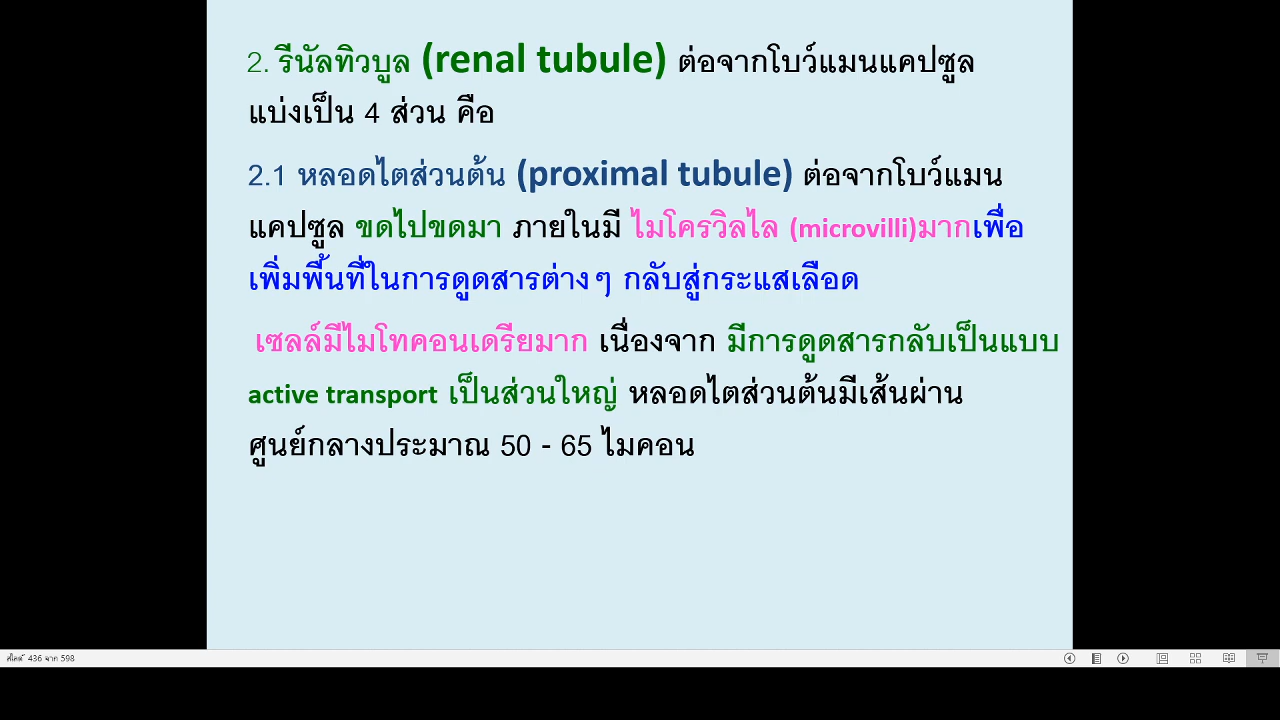 2. รีนัลทิวบูล (renal tubule) ต่อจากโบว์แมนแคปซูล
แบ่งเป็น 4 ส่วน คือ
2.1 หลอดไตส่วนต้น (proximal tubule) ต่อจากโบว์แมน
แคปซูล ขดไปขดมา ภายในมี ไมโครวิลไล (microvilli)มากเพื่อ
เพิ่มพื้นที่ในการดูดสารต่างๆ กลับสู่กระแสเลือด
เซลล์มีไมโทคอนเดรียมาก เนื่องจาก มีการดูดสารกลับเป็นแบบ
active transport เป็นส่วนใหญ่ หลอดไตส่วนต้นมีเส้นผ่าน
ศูนย์กลางประมาณ 50 - 65 ไมคอน
สไลด์ 436 จาก 598